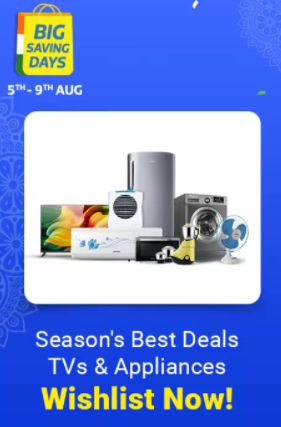 BIG
SAVING
DAYS
5TH - 9TH AUG
Season's Best Deals
TVs & Appliances
Wishlist Now!